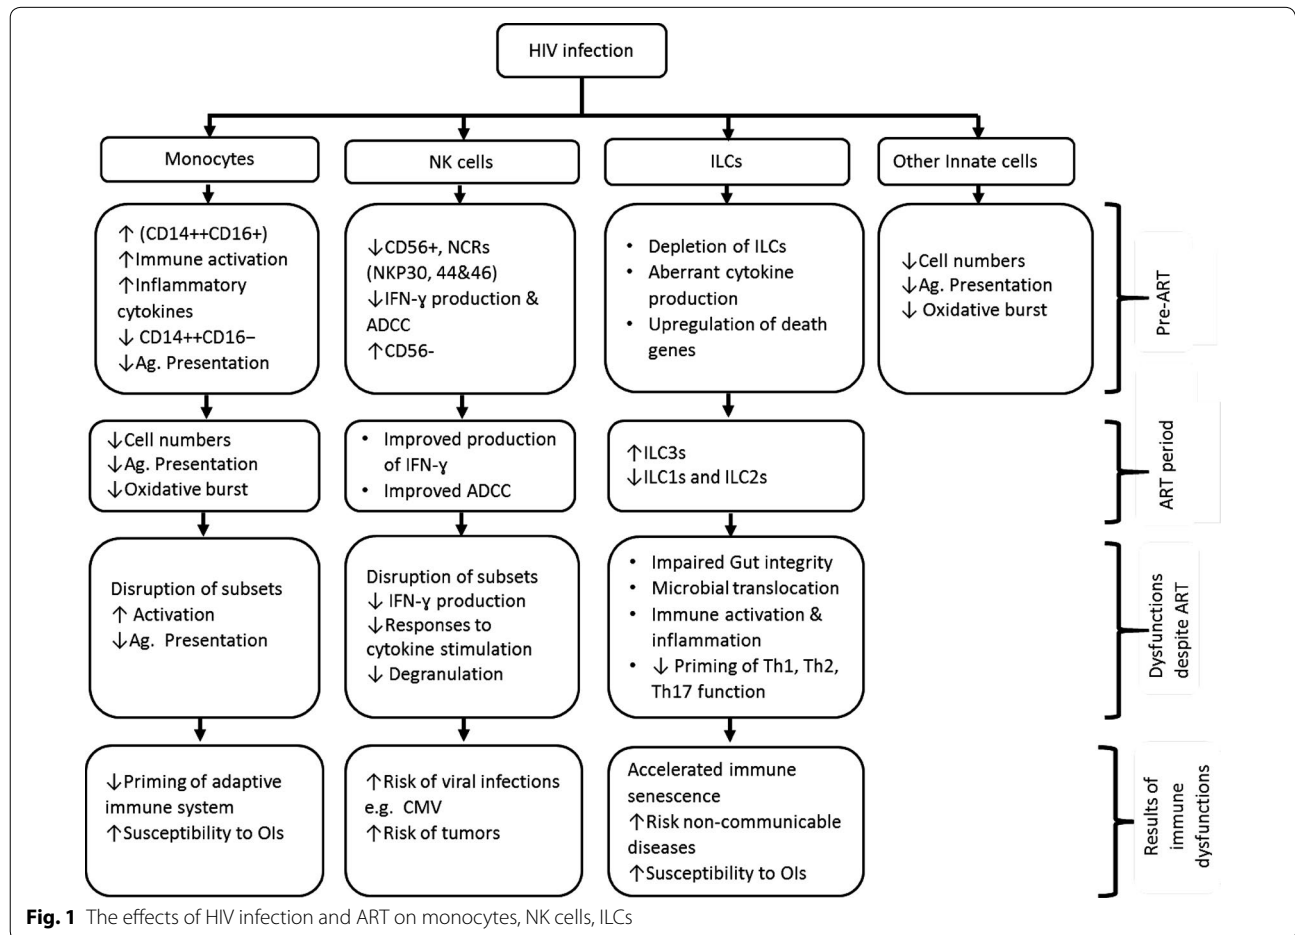 HIV infection
Monocytes
NK cells
ILCs
Other Innate cells
↑ (CD14++CD16+)
↑Immune activation
↑Inflammatory
cytokines
↓ CD14++CD16−
↓Ag. Presentation
↓CD56+, NCRs
(NKP30, 44&46)
↓IFN-ɣ production &
ADCC
↑CD56-
• Depletion of ILCs
• Aberrant cytokine
production
• Upregulation of death
genes
↓Cell numbers
↓Ag. Presentation
↓ Oxidative burst
Pre-ART
↓Cell numbers
↓Ag. Presentation
↓Oxidative burst
• Improved production
of IFN-ɣ
• Improved ADCC
↑ILC3s
↓ILC1s and ILC2s
ART period
Disruption of subsets
↑ Activation
↓Ag. Presentation
Disruption of subsets
↓ IFN-ɣ production
↓Responses to
cytokine stimulation
↓ Degranulation
• Impaired Gut integrity
• Microbial translocation
• Immune activation &
inflammation
• ↓ Priming of Th1, Th2,
Th17 function
Dysfunctions
despite ART
↓Priming of adaptive
immune system
↑Susceptibility to OIs
↑Risk of viral infections
e.g. CMV
↑Risk of tumors
Accelerated immune
senescence
↑Risk non-communicable
diseases
↑Susceptibility to OIs
Results of
immune
dysfunctions
Fig. 1 The effects of HIV infection and ART on monocytes, NK cells, ILCs